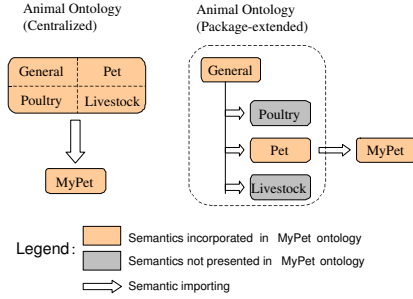 Animal Ontology
(Centralized)
General Pet
Poultry Livestock
MyPet
Animal Ontology
(Package-extended)
General
Poultry
Pet
MyPet
Livestock
Legend:
Semantics incorporated in MyPet ontology
Semantics not presented in MyPet ontology
Semantic importing